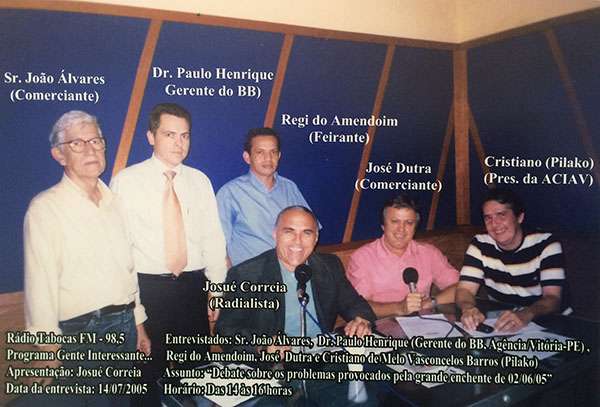 Sr. João Álvares
(Comerciante)
Dr. Paulo Henrique
Gerente do BB)
Regi do Amendoim
(Feirante)
José Dutra
(Comerciante)
Cristiano (Pilako)
(Pres. da ACIAV)
Josué Correia
(Radialista)
Rádio Tabocas FM - 98,5
Programa Gente Interessante...
Apresentação: Josué Correia
Data da entrevista: 14/07/2005
Entrevistados: Sr. João Álvares, Dr. Paulo Henrique (Gerente do BB, Agência/Vitória-PE) ,
Regi do Amendoim, José Dutra e Cristiano de Melo Vasconcelos Barros (Pilako)
Assunto: “Debate sobre os problemas provocados pela grande enchente de 02/06/05”
Horário: Das 14 às 16 horas